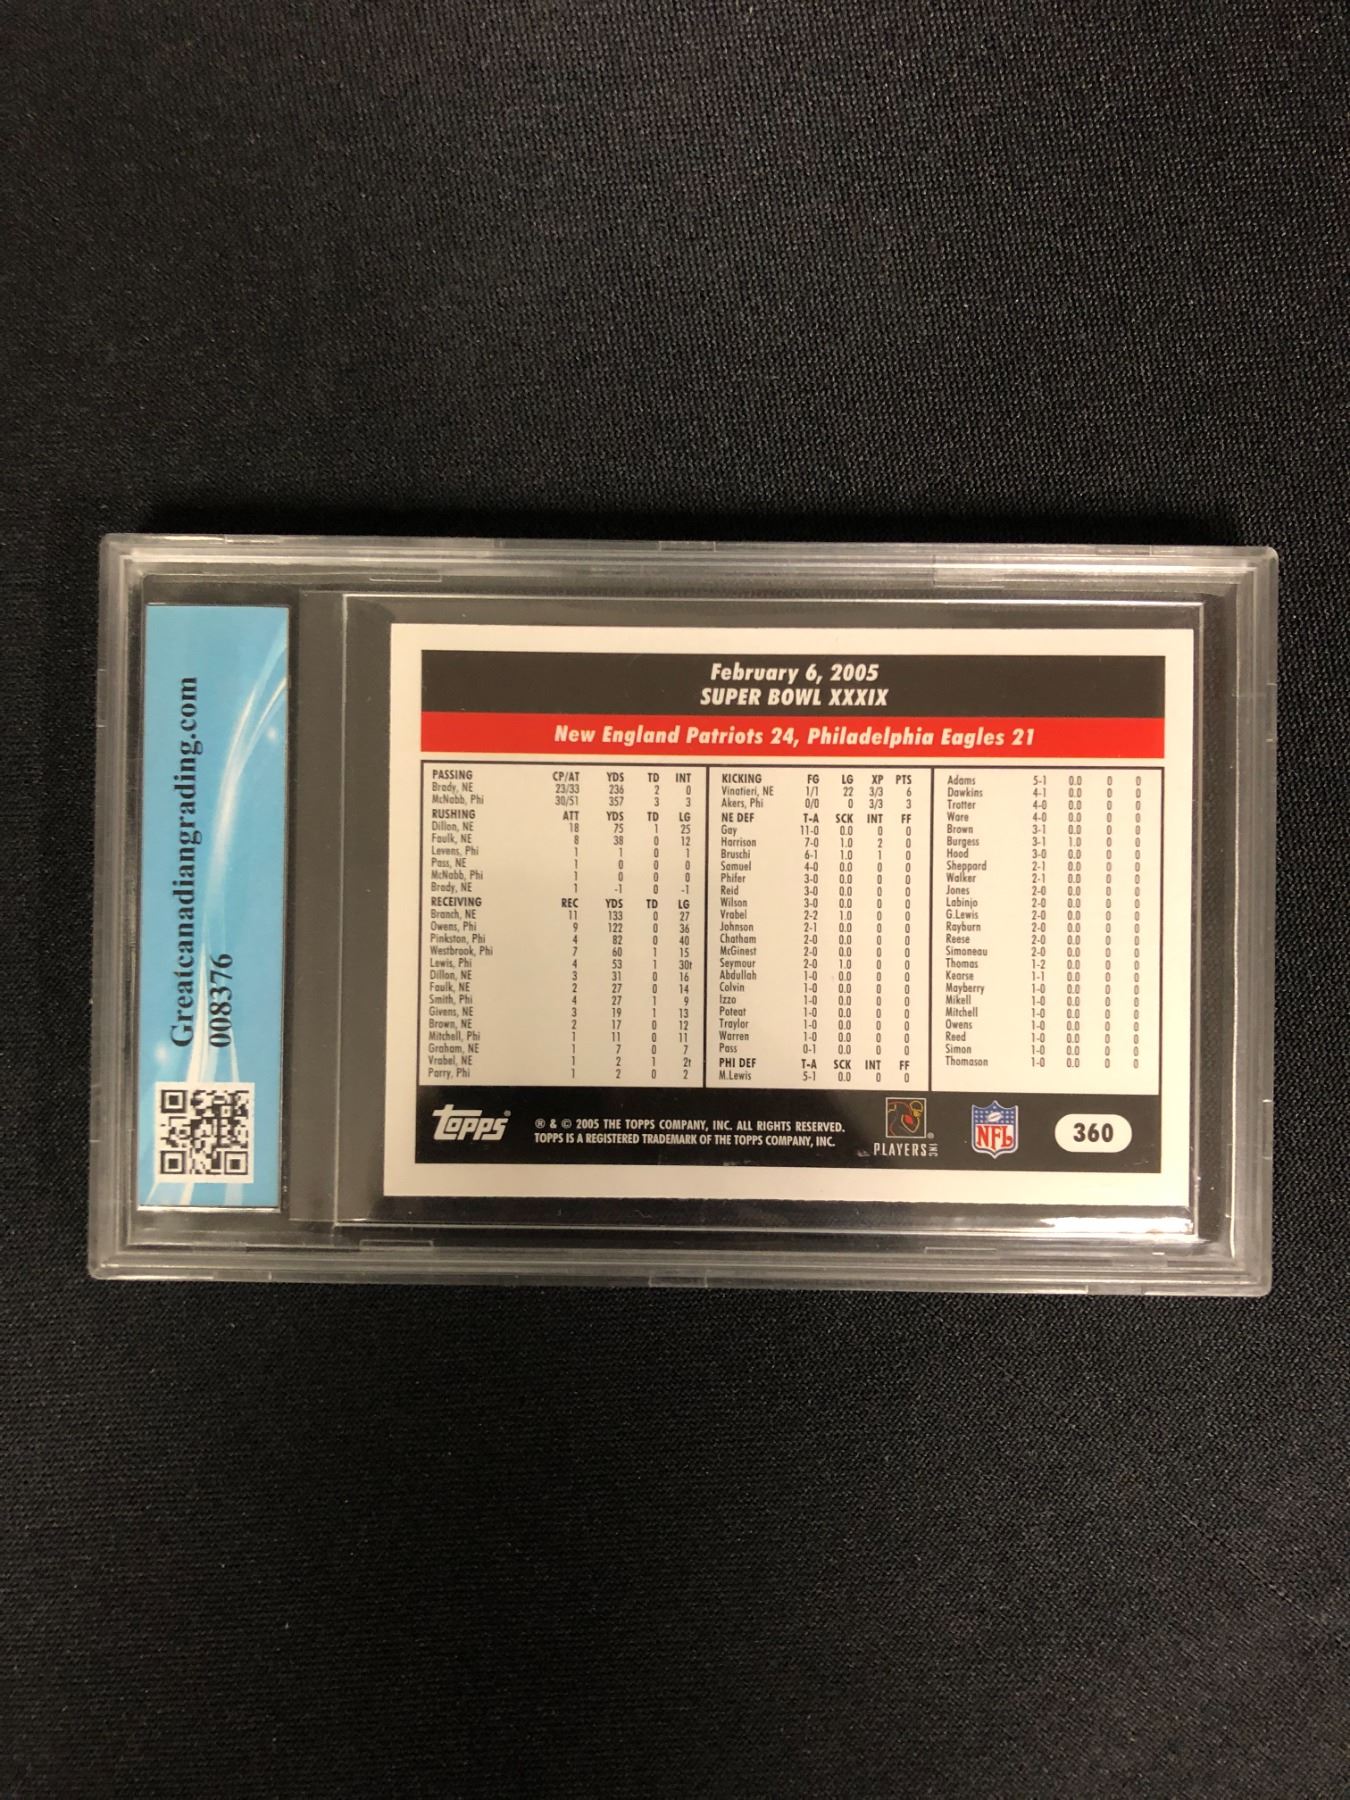 Greatcanadiangrading.com
008376
February 6, 2005
SUPER BOWL XXXIX
New England Patriots 24, Philadelphia Eagles 21
PASSING CP/AT YDS TD INT
Brady, NE 23/33 236 2 0
McNabb, Phi 30/51 357 3 3
RUSHING ATT YDS TD LG
Dillon, NE 18 75 1 25
Faulk, NE 8 38 0 12
Levens, Phi 1 1 0 1
Pass, NE 1 0 0 0
McNabb, Phi 1 0 0 0
Brady, NE 1 -1 0 -1
RECEIVING REC YDS TD LG
Branch, NE 11 133 0 27
Owens, Phi 9 122 0 36
Pinkston, Phi 4 82 0 40
Westbrook, Phi 7 60 1 15
Lewis, Phi 4 53 1 30t
Dillon, NE 3 31 0 16
Faulk, NE 2 27 0 14
Smith, Phi 4 27 1 9
Givens, NE 3 19 1 13
Brown, NE 2 17 0 12
Mitchell, Phi 1 11 0 11
Graham, NE 1 7 0 7
Vrabel, NE 1 2 1 2t
Parry, Phi 1 2 0 2
KICKING FG LG XP PTS
Vinatieri, NE 1/1 22 3/3 6
Akers, Phi 0/0 0 3/3 3
NE DEF T-A SCK INT FF
Gay 11-0 0.0 0 0
Harrison 7-0 1.0 2 0
Bruschi 6-1 1.0 1 0
Samuel 4-0 0.0 0 0
Phifer 3-0 0.0 0 0
Reid 3-0 0.0 0 0
Wilson 3-0 0.0 0 0
Vrabel 2-2 1.0 0 0
Johnson 2-1 0.0 0 0
Chatham 2-0 0.0 0 0
McGinest 2-0 0.0 0 0
Seymour 2-0 1.0 0 0
Abdullah 1-0 0.0 0 0
Colvin 1-0 0.0 0 0
Izzo 1-0 0.0 0 0
Poteat 1-0 0.0 0 0
Traylor 1-0 0.0 0 0
Warren 1-0 0.0 0 0
Pass 0-1 0.0 0 0
PHI DEF T-A SCK INT FF
M.Lewis 5-1 0.0 0 0
Adams 5-1 0.0 0 0
Dawkins 4-1 0.0 0 0
Trotter 4-0 0.0 0 0
Ware 4-0 0.0 0 0
Brown 3-1 0.0 0 0
Burgess 3-1 1.0 0 0
Hood 3-0 0.0 0 0
Sheppard 2-1 0.0 0 0
Walker 2-1 0.0 0 0
Jones 2-0 0.0 0 0
Labinjo 2-0 0.0 0 0
G.Lewis 2-0 0.0 0 0
Rayburn 2-0 0.0 0 0
Reese 2-0 0.0 0 0
Simoneau 2-0 0.0 0 0
Thomas 1-2 0.0 0 0
Kearse 1-1 0.0 0 0
Mayberry 1-0 0.0 0 0
Mikell 1-0 0.0 0 0
Mitchell 1-0 0.0 0 0
Owens 1-0 0.0 0 0
Reed 1-0 0.0 0 0
Simon 1-0 0.0 0 0
Thomason 1-0 0.0 0 0
topps®
® & © 2005 THE TOPPS COMPANY, INC. ALL RIGHTS RESERVED.
TOPPS IS A REGISTERED TRADEMARK OF THE TOPPS COMPANY, INC.
PLAYERS INC
NFL
360